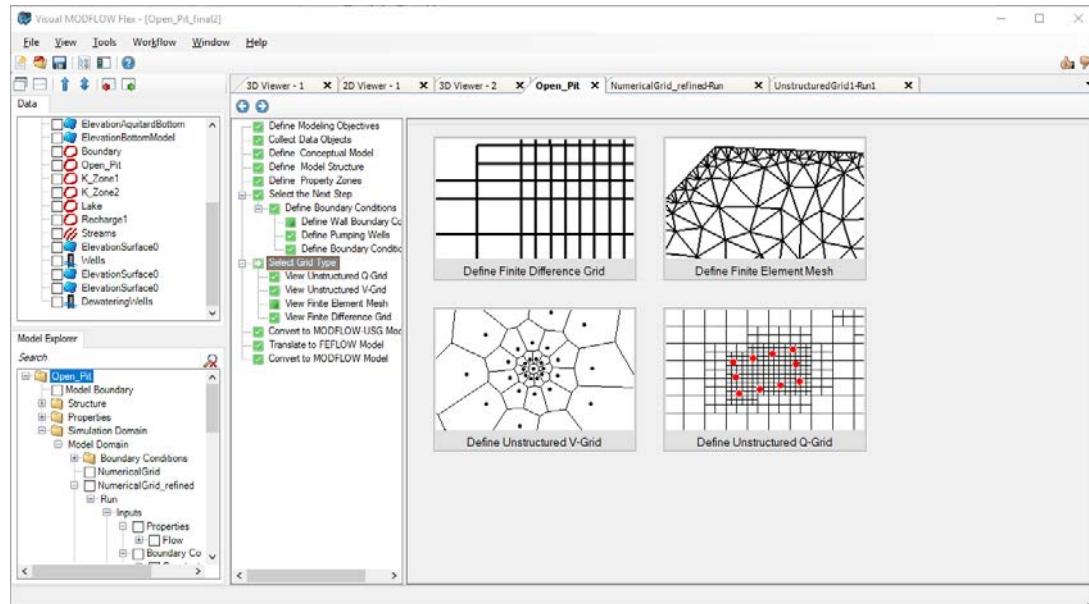 Visual MODFLOW Flex - [Open_Pit_final2]
File View Tools Workflow Window Help
3D Viewer - 1 2D Viewer - 1 3D Viewer - 2 Open_Pit NumericalGrid_refined-Run UnstructuredGrid1-Run1
Data
ElevationAquitardBottom
ElevationBottomModel
Boundary
Open_Pit
K_Zone1
K_Zone2
Lake
Recharge1
Streams
ElevationSurface0
Wells
ElevationSurface0
ElevationSurface0
DewateringWells
Model Explorer
Search
Open_Pit
Model Boundary
Structure
Properties
Simulation Domain
Model Domain
Boundary Conditions
NumericalGrid
NumericalGrid_refined
Run
Inputs
Properties
Flow
Boundary Co
Define Modeling Objectives
Collect Data Objects
Define Conceptual Model
Define Model Structure
Define Property Zones
Select the Next Step
Define Boundary Conditions
Define Wall Boundary Co
Define Pumping Wells
Define Boundary Conditic
Select Grid Type
View Unstructured Q-Grid
View Unstructured V-Grid
View Finite Element Mesh
View Finite Difference Grid
Convert to MODFLOW-USG Moc
Translate to FEFLOW Model
Convert to MODFLOW Model
Define Finite Difference Grid
Define Finite Element Mesh
Define Unstructured V-Grid
Define Unstructured Q-Grid